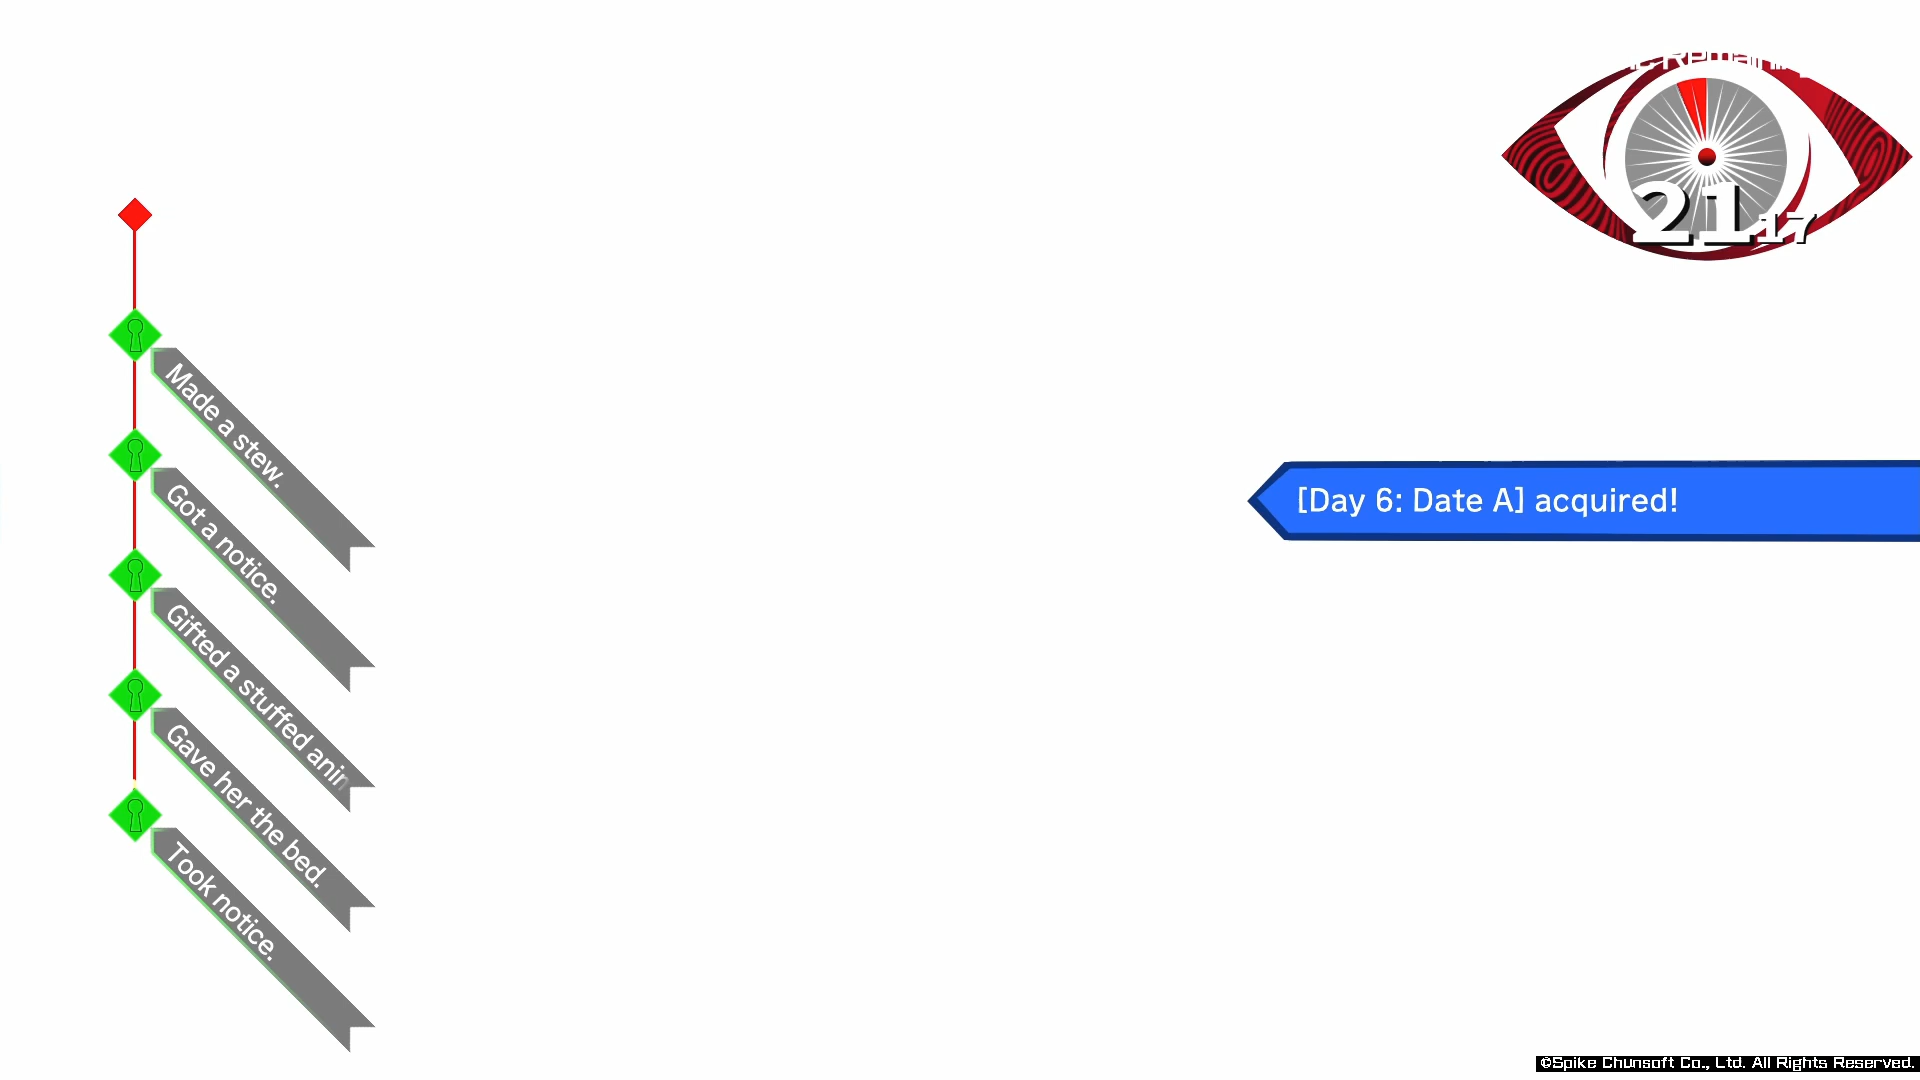 21 17
Made a stew.
Got a notice.
Gifted a stuffed
Gave her the bed.
Took notice.
[Day 6: Date A] acquired!
©Spike Chunsoft Co., Ltd. All Rights Reserved.